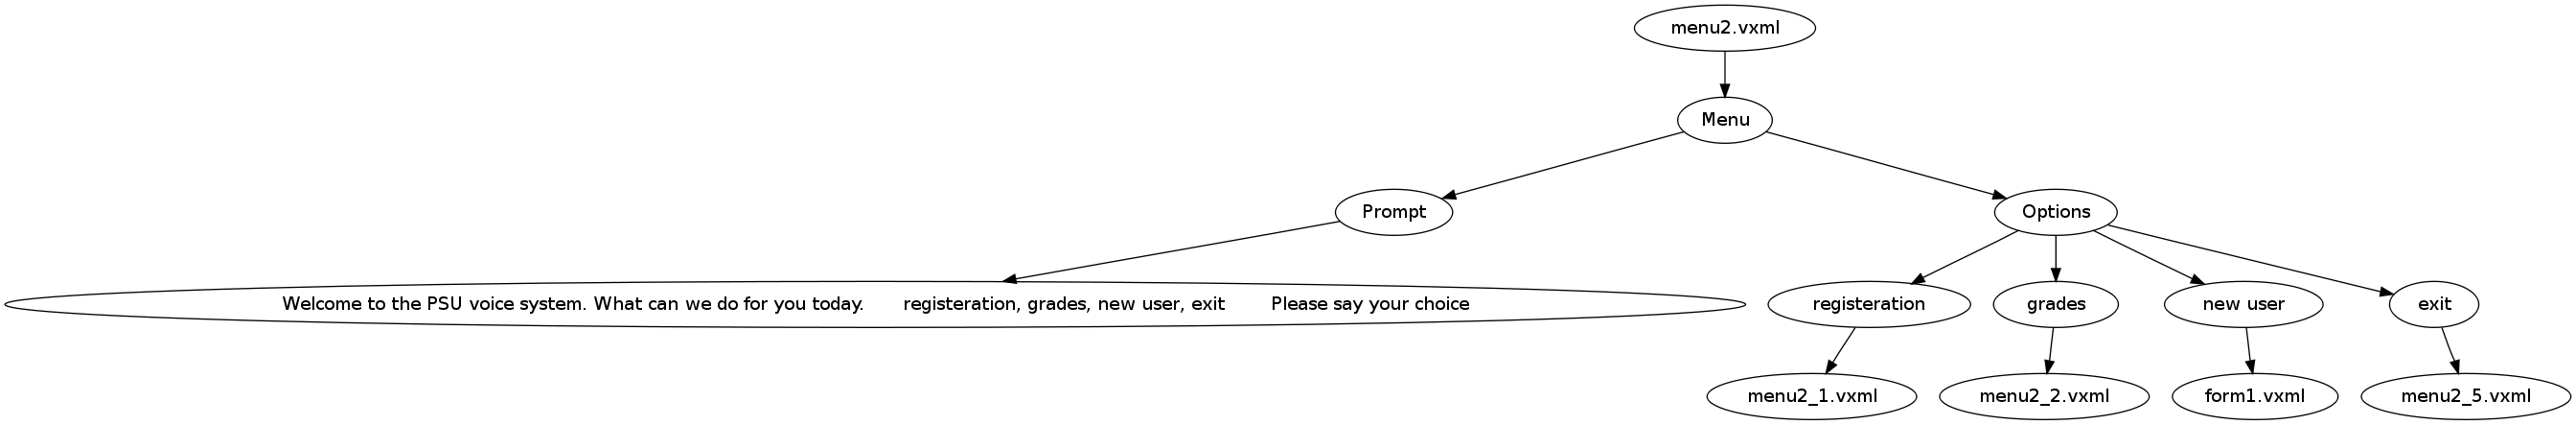 menu2.vxml
Menu
Prompt
Options
Welcome to the PSU voice system. What can we do for you today. registeration, grades, new user, exit Please say your choice
registeration
grades
new user
exit
menu2_1.vxml
menu2_2.vxml
form1.vxml
menu2_5.vxml